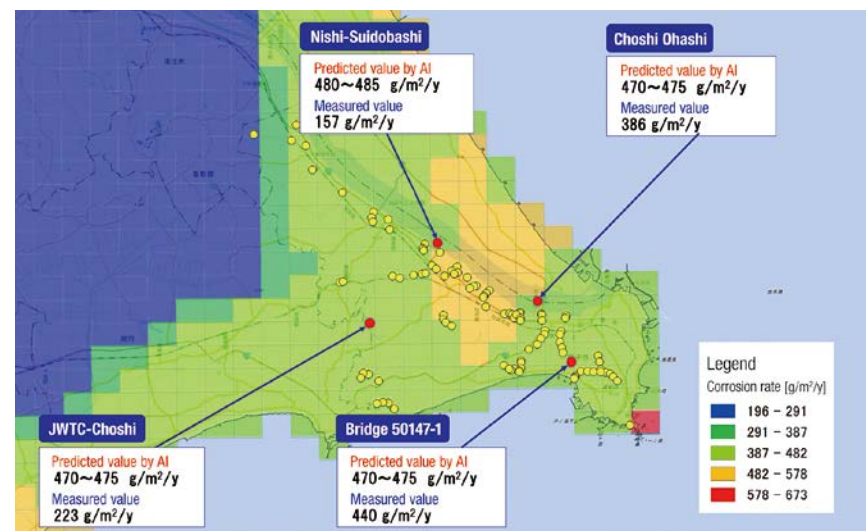 Nishi-Suidobashi
Predicted value by AI
480～485 g/m²/y
Measured value
157 g/m²/y
Choshi Ohashi
Predicted value by AI
470～475 g/m²/y
Measured value
386 g/m²/y
JWTC-Choshi
Predicted value by AI
470～475 g/m²/y
Measured value
223 g/m²/y
Bridge 50147-1
Predicted value by AI
470～475 g/m²/y
Measured value
440 g/m²/y
Legend
Corrosion rate [g/m²/y]
196 – 291
291 – 387
387 – 482
482 – 578
578 – 673